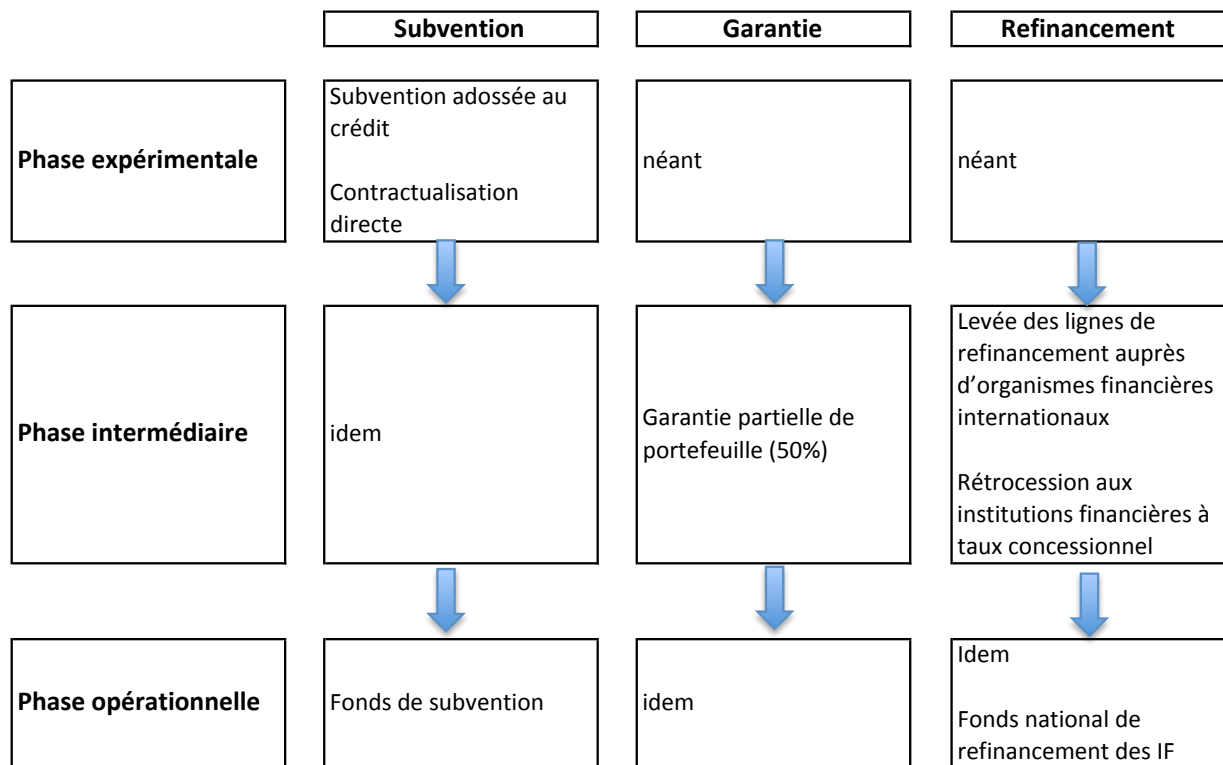 Subvention
Garantie
Refinancement
Phase expérimentale
Subvention adossée au
crédit
Contractualisation
directe
néant
néant
Phase intermédiaire
idem
Garantie partielle de
portefeuille (50%)
Levée des lignes de
refinancement auprès
d’organismes financières
internationaux
Rétrocession aux
institutions financières à
taux concessionnel
Phase opérationnelle
Fonds de subvention
idem
Idem
Fonds national de
refinancement des IF